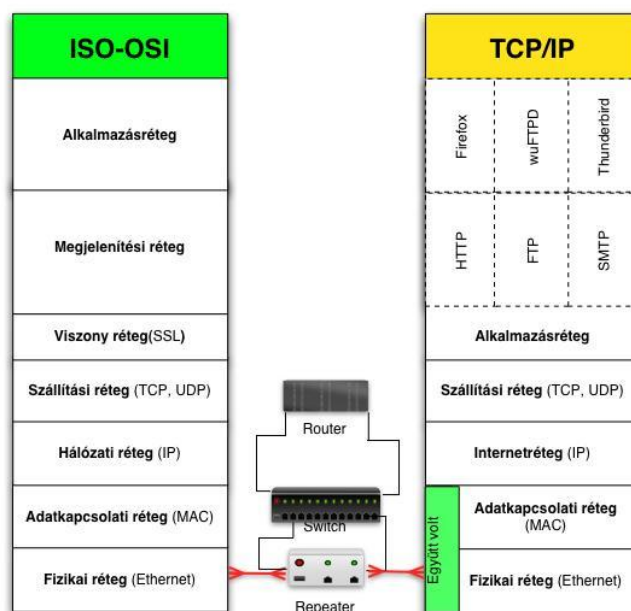 ISO-OSI
Alkalmazásréteg
Megjelenítési réteg
Viszony réteg(SSL)
Szállítási réteg (TCP, UDP)
Hálózati réteg (IP)
Adatkapcsolati réteg (MAC)
Fizikai réteg (Ethernet)
Router
Switch
Repeater
TCP/IP
Firefox
wuFTPD
Thunderbird
HTTP
FTP
SMTP
Alkalmazásréteg
Szállítási réteg (TCP, UDP)
Internetréteg (IP)
Együtt volt
Adatkapcsolati réteg
(MAC)
Fizikai réteg (Ethernet)